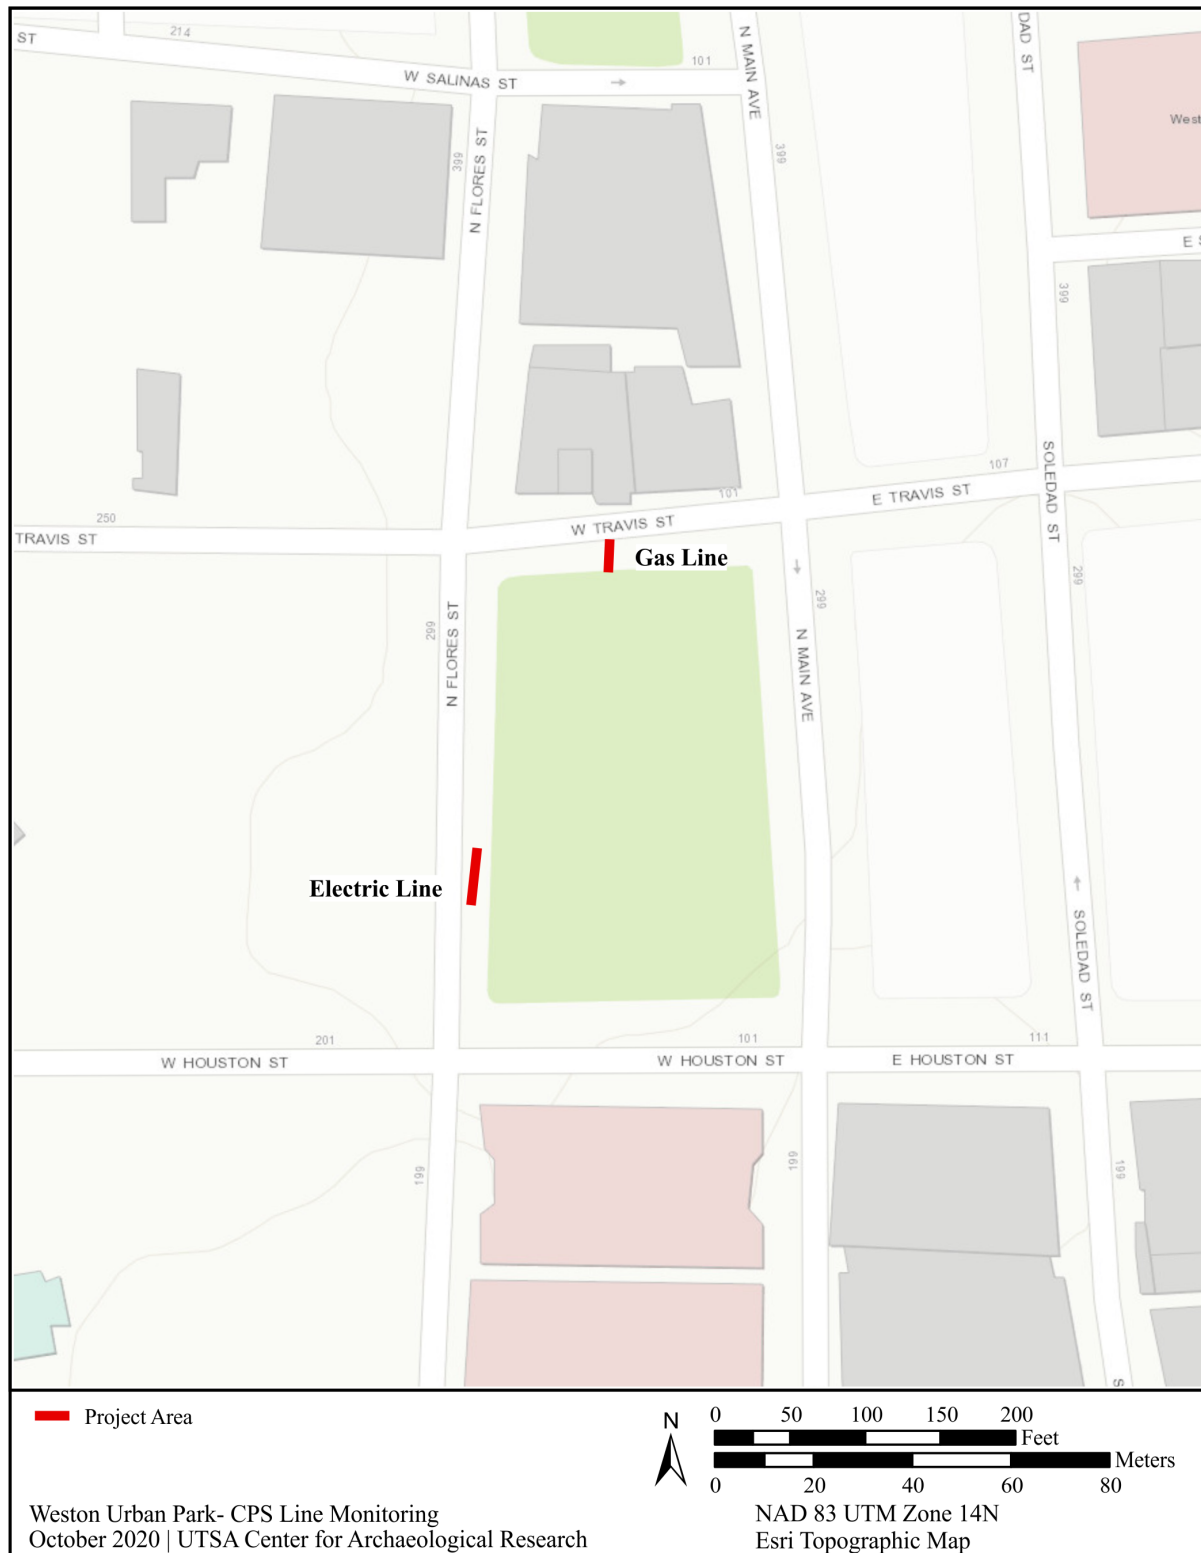 ST
214
W SALINAS ST
101
N MAIN AVE
DAD ST
West
399
N FLORES ST
399
E S
399
SOLEDAD ST
107
E TRAVIS ST
101
W TRAVIS ST
250
TRAVIS ST
Gas Line
299
N FLORES ST
299
N MAIN AVE
299
Electric Line
SOLEDAD ST
201
W HOUSTON ST
101
W HOUSTON ST
111
E HOUSTON ST
199
199
199
S
Project Area
N
0 50 100 150 200
Feet
Meters
0 20 40 60 80
Weston Urban Park- CPS Line Monitoring
October 2020 | UTSA Center for Archaeological Research
NAD 83 UTM Zone 14N
Esri Topographic Map